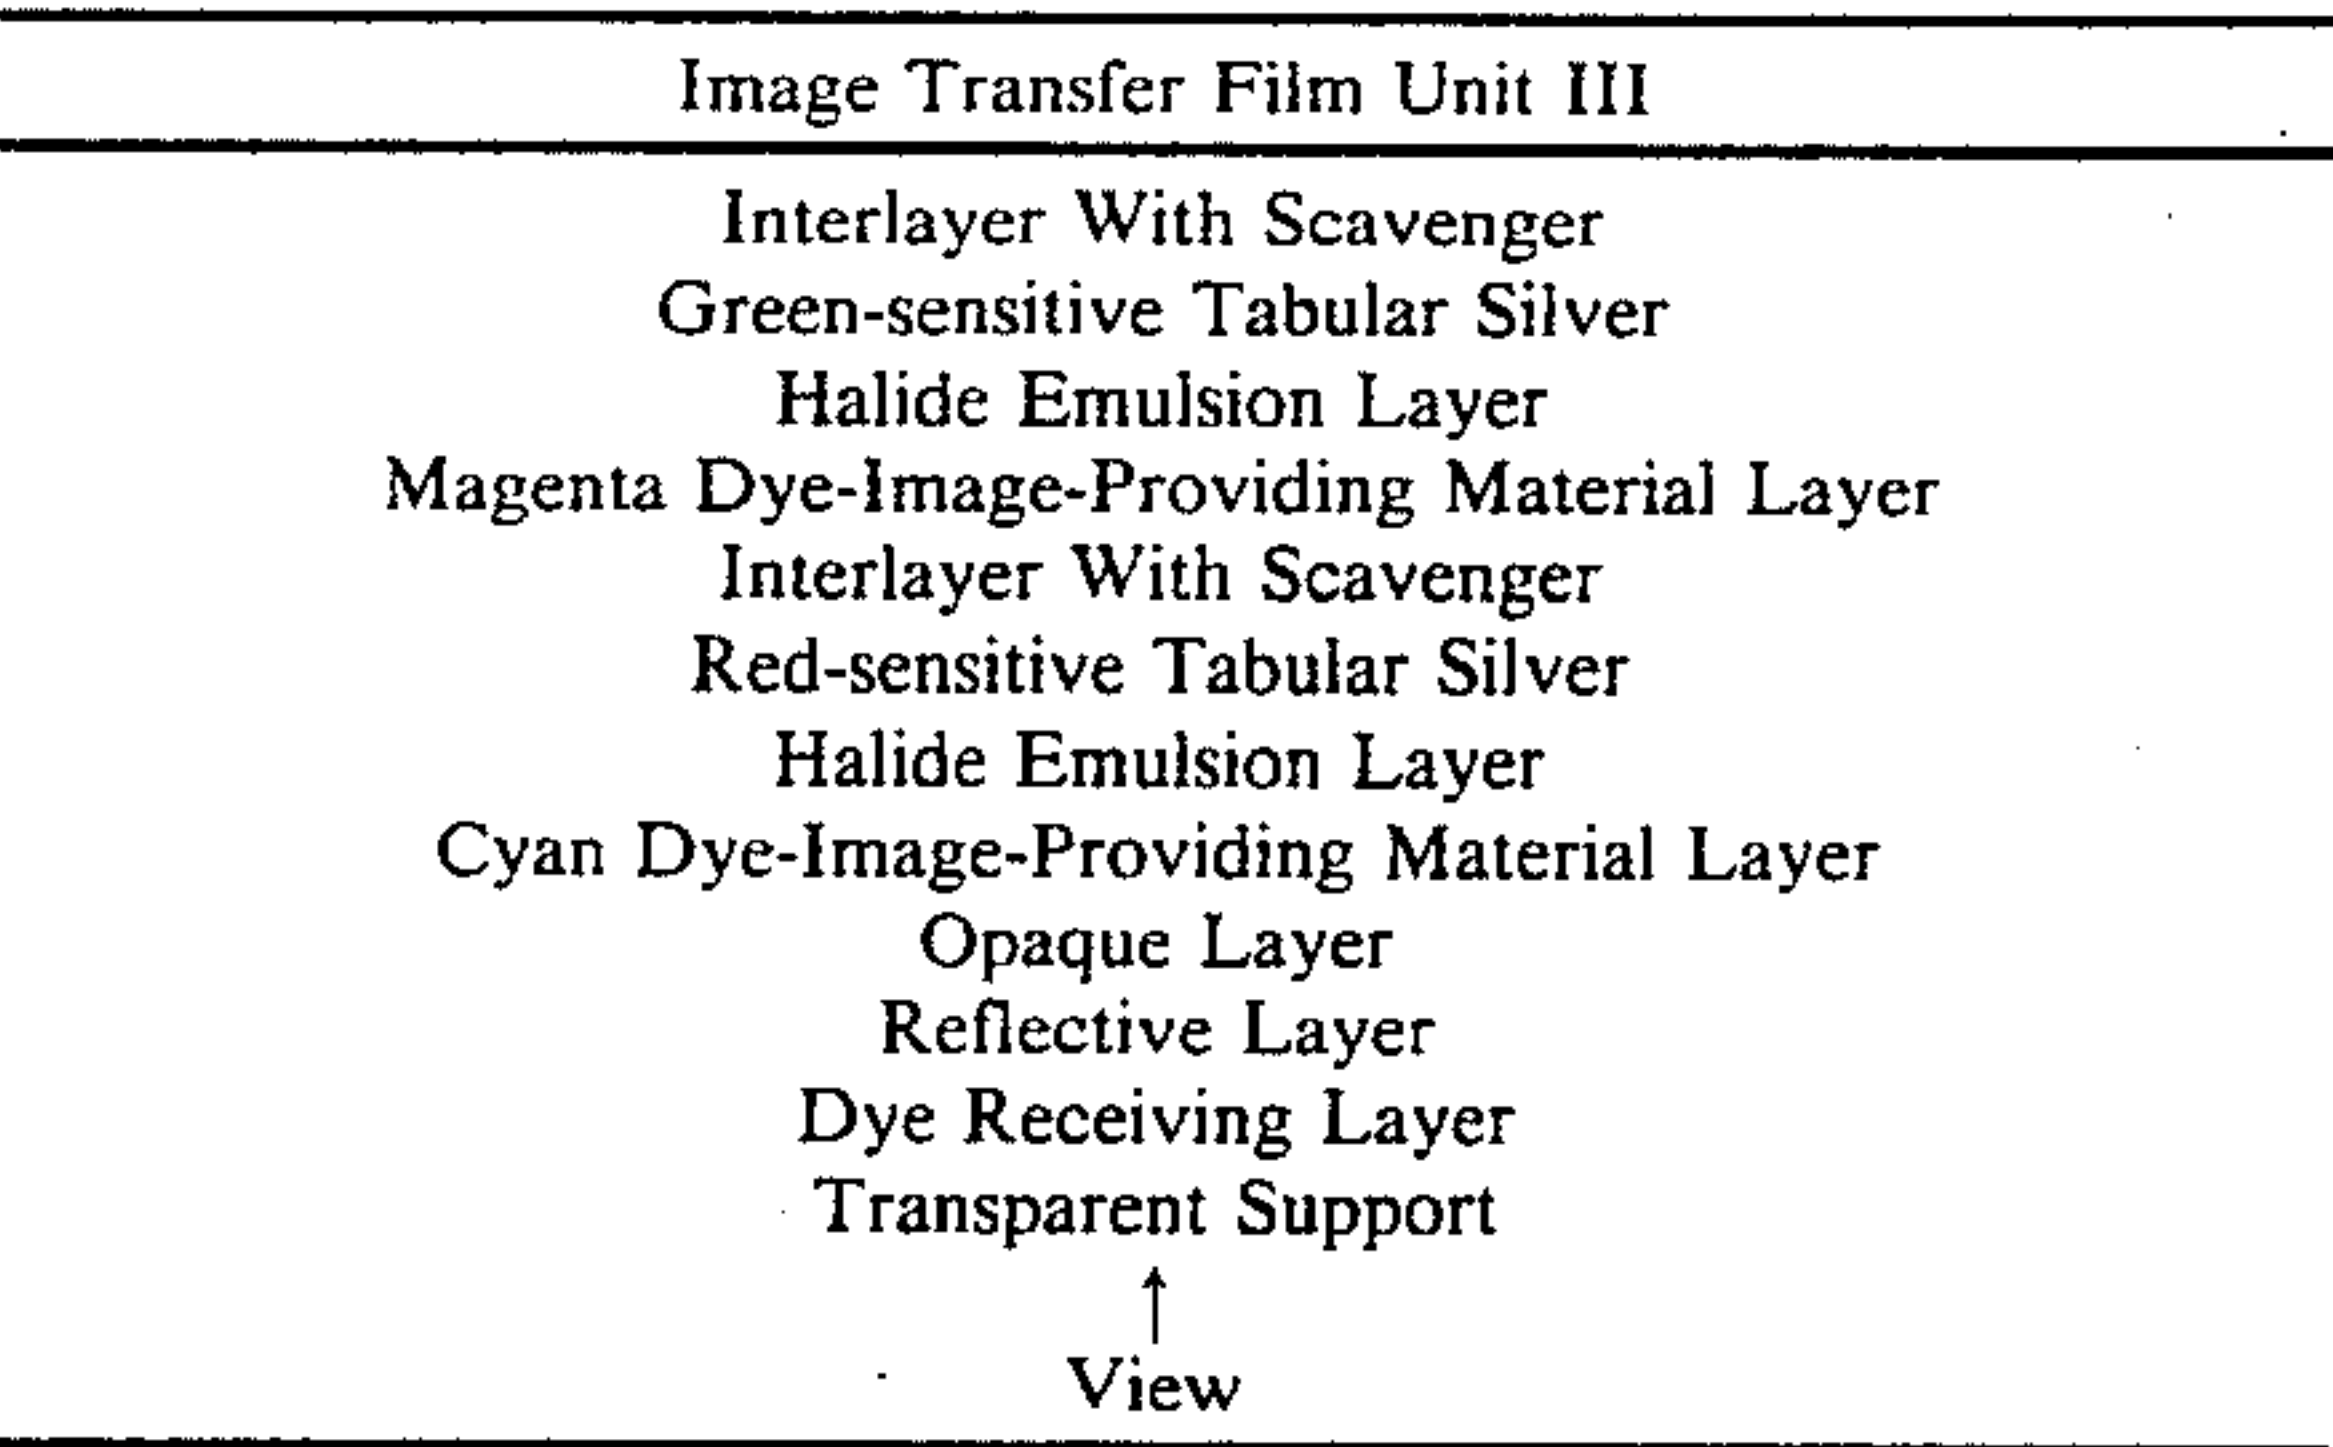 Image Transfer Film Unit III
Interlayer With Scavenger
Green-sensitive Tabular Silver
Halide Emulsion Layer
Magenta Dye-Image-Providing Material Layer
Interlayer With Scavenger
Red-sensitive Tabular Silver
Halide Emulsion Layer
Cyan Dye-Image-Providing Material Layer
Opaque Layer
Reflective Layer
Dye Receiving Layer
Transparent Support
↑
View